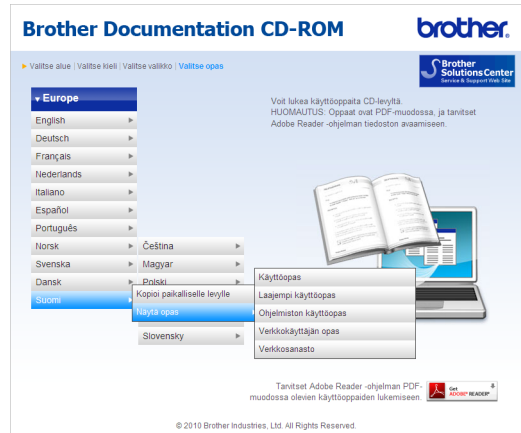 Brother Documentation CD-ROM
brother
Valitse alue | Valitse kieli | Valitse valikko | Valitse opas
Brother
Solutions Center
Service & Support Web Site
Europe
Voit lukea käyttöoppaita CD-levyltä.
HUOMAUTUS: Oppaat ovat PDF-muodossa, ja tarvitset
Adobe Reader -ohjelman tiedoston avaamiseen.
English
Deutsch
Français
Nederlands
Italiano
Español
Português
Norsk
Čeština
Svenska
Magyar
Dansk
Polski
Suomi
Kopioi paikalliselle levylle
Näytä opas
Slovensky
Käyttöopas
Laajempi käyttöopas
Ohjelmiston käyttöopas
Verkkokäyttäjän opas
Verkkosanasto
Tarvitset Adobe Reader -ohjelman PDF-
muodossa olevien käyttöoppaiden lukemiseen.
Get
ADOBE® READER®
© 2010 Brother Industries, Ltd. All Rights Reserved.